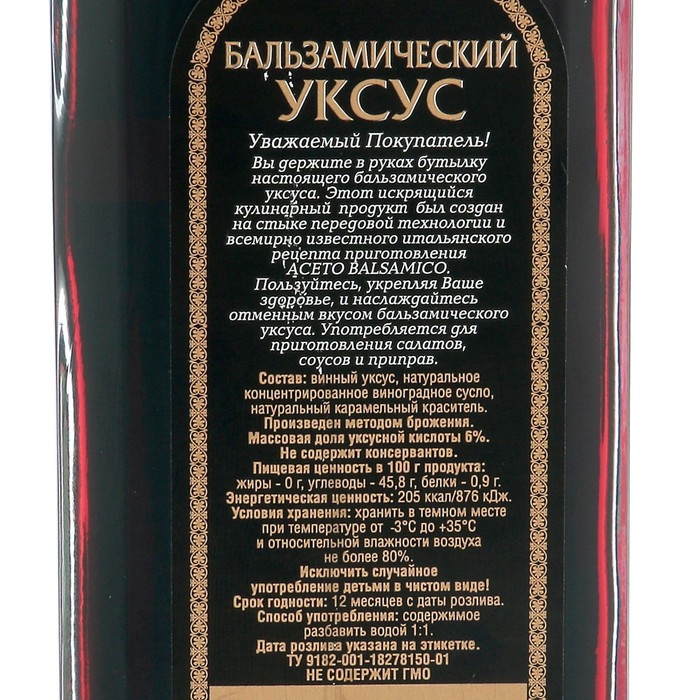 БАЛЬЗАМИЧЕСКИЙ
УКСУС
Уважаемый Покупатель!
Вы держите в руках бутылку
настоящего бальзамического
уксуса. Этот искрящийся
кулинарный продукт был создан
на стыке передовой технологии и
всемирно известного итальянского
рецепта приготовления
ACETO BALSAMICO.
Пользуйтесь, укрепляя Ваше
здоровье, и наслаждайтесь
отменным вкусом бальзамического
уксуса. Употребляется для
приготовления салатов,
соусов и приправ.
Состав: винный уксус, натуральное
концентрированное виноградное сусло,
натуральный карамельный краситель.
Произведен методом брожения.
Массовая доля уксусной кислоты 6%.
Не содержит консервантов.
Пищевая ценность в 100 г продукта:
жиры - 0 г, углеводы - 45,8 г, белки - 0,9 г.
Энергетическая ценность: 205 ккал/876 кДж.
Условия хранения: хранить в темном месте
при температуре от -3°С до +35°С
и относительной влажности воздуха
не более 80%.
Исключить случайное
употребление детьми в чистом виде!
Срок годности: 12 месяцев с даты розлива.
Способ употребления: содержимое
разбавить водой 1:1.
Дата розлива указана на этикетке.
ТУ 9182-001-18278150-01
НЕ СОДЕРЖИТ ГМО